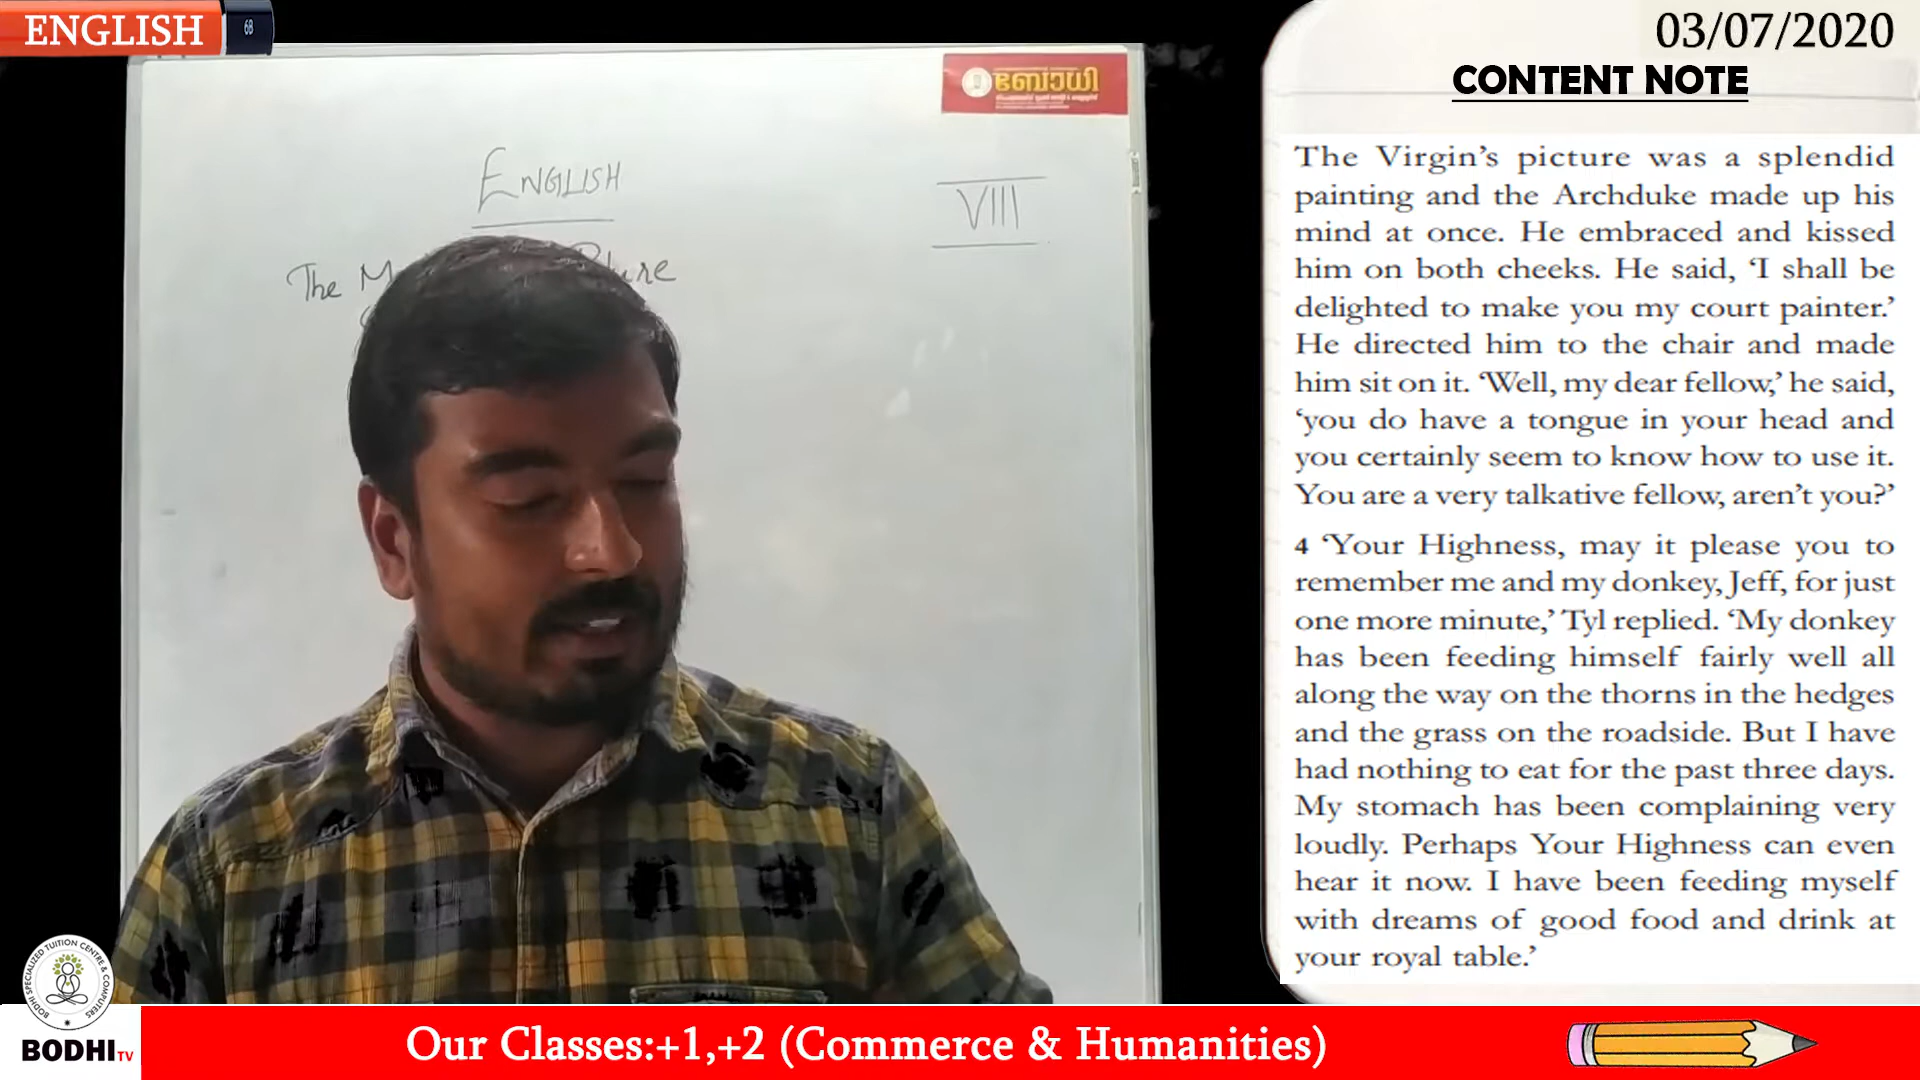 ENGLISH
68
03/07/2020
CONTENT NOTE
ബോധി
ENGLISH
VIII
The
The Virgin’s picture was a splendid
painting and the Archduke made up his
mind at once. He embraced and kissed
him on both cheeks. He said, ‘I shall be
delighted to make you my court painter.’
He directed him to the chair and made
him sit on it. ‘Well, my dear fellow,’ he said,
‘you do have a tongue in your head and
you certainly seem to know how to use it.
You are a very talkative fellow, aren’t you?’
4 ‘Your Highness, may it please you to
remember me and my donkey, Jeff, for just
one more minute,’ Tyl replied. ‘My donkey
has been feeding himself fairly well all
along the way on the thorns in the hedges
and the grass on the roadside. But I have
had nothing to eat for the past three days.
My stomach has been complaining very
loudly. Perhaps Your Highness can even
hear it now. I have been feeding myself
with dreams of good food and drink at
your royal table.’
BODHI SPECIALIZED TUITION CENTRE & COMPUTERS
BODHI TV
Our Classes:+1,+2 (Commerce & Humanities)